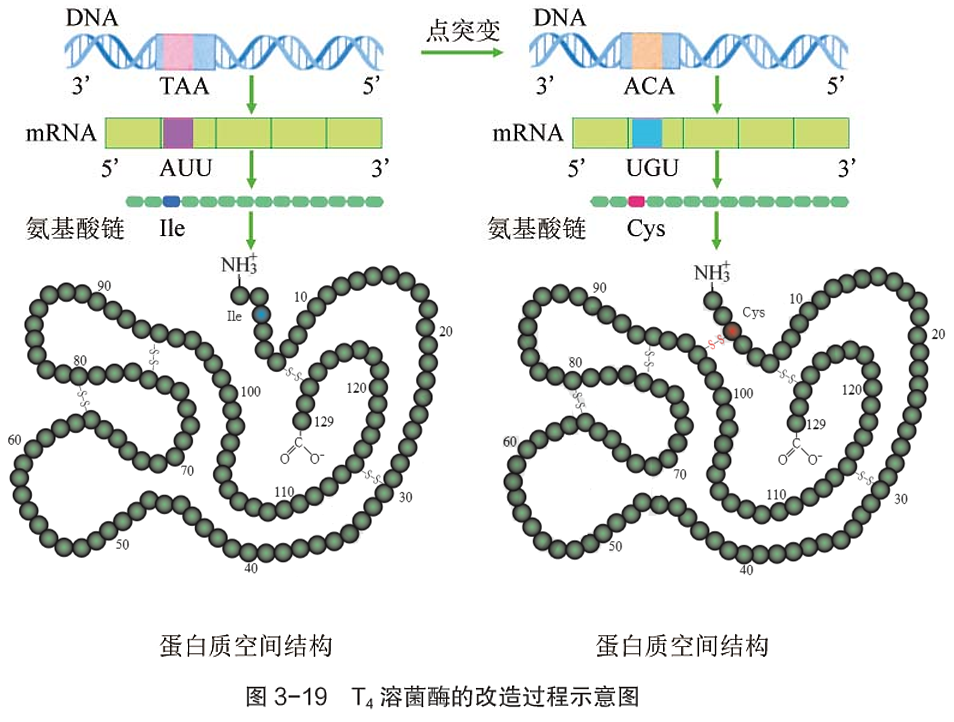 DNA
3’ TAA 5’
mRNA
5’ AUU 3’
氨基酸链 Ile
NH₃⁺
Ile
10
20
30
40
50
60
70
80
90
100
110
120
129
S-S
S-S
S-S
S-S
C
O O⁻
蛋白质空间结构
点突变
DNA
3’ ACA 5’
mRNA
5’ UGU 3’
氨基酸链 Cys
NH₃⁺
Cys
10
20
30
40
50
60
70
80
90
100
110
120
129
S-S
S-S
S-S
S-S
S-S
C
O O⁻
蛋白质空间结构
图 3-19 T₄ 溶菌酶的改造过程示意图